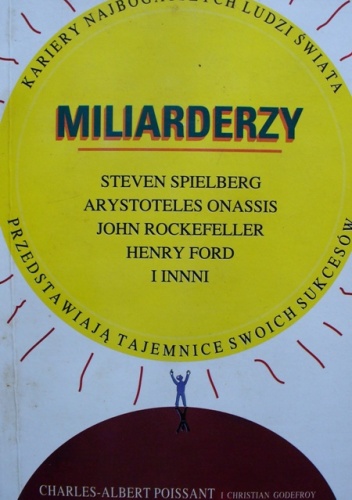 KARIERY NAJBOGATSZYCH LUDZI ŚWIATA
MILIARDERZY
STEVEN SPIELBERG
ARYSTOTELES ONASSIS
JOHN ROCKEFELLER
HENRY FORD
I INNNI
PRZEDSTAWIAJĄ TAJEMNICE SWOICH SUKCESÓW
CHARLES-ALBERT POISSANT I CHRISTIAN GODEFROY